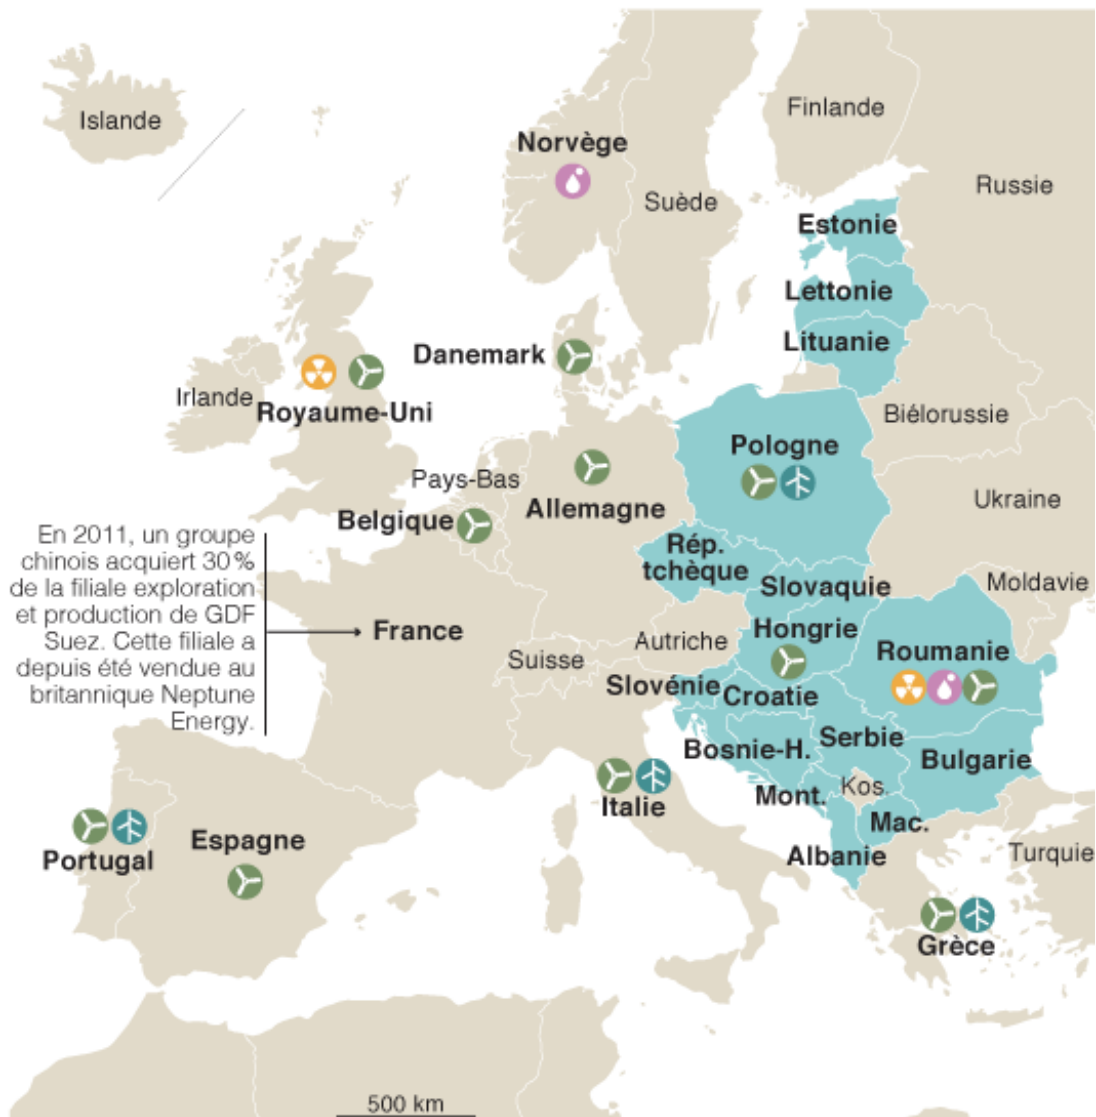 Islande
Finlande
Norvège
Russie
Suède
Estonie
Lettonie
Lituanie
Danemark
Irlande
Royaume-Uni
Biélorussie
Pologne
Pays-Bas
Ukraine
Allemagne
Belgique
En 2011, un groupe
chinois acquiert 30 %
de la filiale exploration
et production de GDF
Suez. Cette filiale a
depuis été vendue au
britannique Neptune
Energy.
France
Rép.
tchèque
Slovaquie
Moldavie
Hongrie
Autriche
Roumanie
Suisse
Slovénie
Croatie
Serbie
Bosnie-H.
Bulgarie
Kos.
Mont.
Italie
Mac.
Espagne
Portugal
Albanie
Turquie
Grèce
500 km